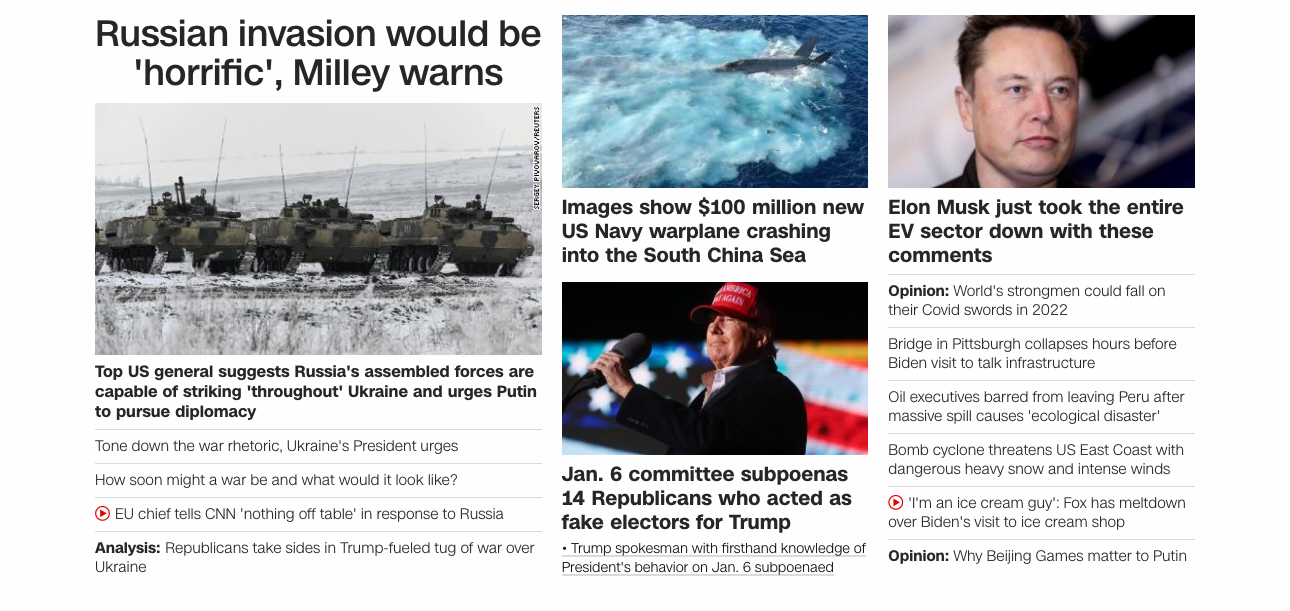 Russian invasion would be
'horrific', Milley warns
SERGEY PIVOVAROV/REUTERS
Top US general suggests Russia's assembled forces are
capable of striking 'throughout' Ukraine and urges Putin
to pursue diplomacy
Tone down the war rhetoric, Ukraine's President urges
How soon might a war be and what would it look like?
EU chief tells CNN 'nothing off table' in response to Russia
Analysis: Republicans take sides in Trump-fueled tug of war over
Ukraine
Images show $100 million new
US Navy warplane crashing
into the South China Sea
AMERICA
AGAIN
Jan. 6 committee subpoenas
14 Republicans who acted as
fake electors for Trump
• Trump spokesman with firsthand knowledge of
President's behavior on Jan. 6 subpoenaed
Elon Musk just took the entire
EV sector down with these
comments
Opinion: World's strongmen could fall on
their Covid swords in 2022
Bridge in Pittsburgh collapses hours before
Biden visit to talk infrastructure
Oil executives barred from leaving Peru after
massive spill causes 'ecological disaster'
Bomb cyclone threatens US East Coast with
dangerous heavy snow and intense winds
'I'm an ice cream guy': Fox has meltdown
over Biden's visit to ice cream shop
Opinion: Why Beijing Games matter to Putin